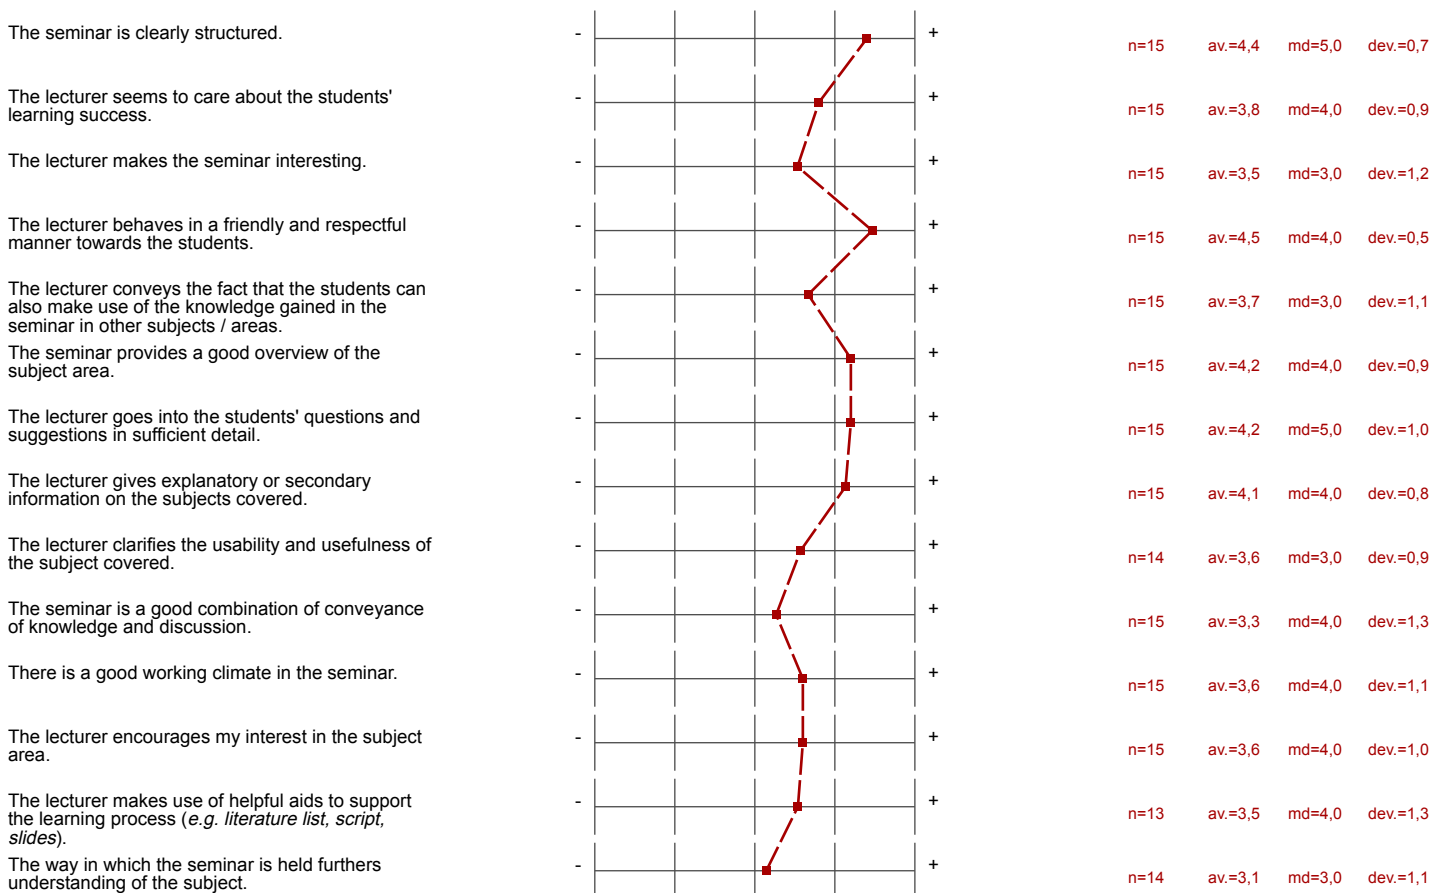 The seminar is clearly structured.
- +
n=15 av.=4,4 md=5,0 dev.=0,7
The lecturer seems to care about the students'
learning success.
- +
n=15 av.=3,8 md=4,0 dev.=0,9
The lecturer makes the seminar interesting.
- +
n=15 av.=3,5 md=3,0 dev.=1,2
The lecturer behaves in a friendly and respectful
manner towards the students.
- +
n=15 av.=4,5 md=4,0 dev.=0,5
The lecturer conveys the fact that the students can
also make use of the knowledge gained in the
seminar in other subjects / areas.
- +
n=15 av.=3,7 md=3,0 dev.=1,1
The seminar provides a good overview of the
subject area.
- +
n=15 av.=4,2 md=4,0 dev.=0,9
The lecturer goes into the students' questions and
suggestions in sufficient detail.
- +
n=15 av.=4,2 md=5,0 dev.=1,0
The lecturer gives explanatory or secondary
information on the subjects covered.
- +
n=15 av.=4,1 md=4,0 dev.=0,8
The lecturer clarifies the usability and usefulness of
the subject covered.
- +
n=14 av.=3,6 md=3,0 dev.=0,9
The seminar is a good combination of conveyance
of knowledge and discussion.
- +
n=15 av.=3,3 md=4,0 dev.=1,3
There is a good working climate in the seminar.
- +
n=15 av.=3,6 md=4,0 dev.=1,1
The lecturer encourages my interest in the subject
area.
- +
n=15 av.=3,6 md=4,0 dev.=1,0
The lecturer makes use of helpful aids to support
the learning process (e.g. literature list, script,
slides).
- +
n=13 av.=3,5 md=4,0 dev.=1,3
The way in which the seminar is held furthers
understanding of the subject.
- +
n=14 av.=3,1 md=3,0 dev.=1,1